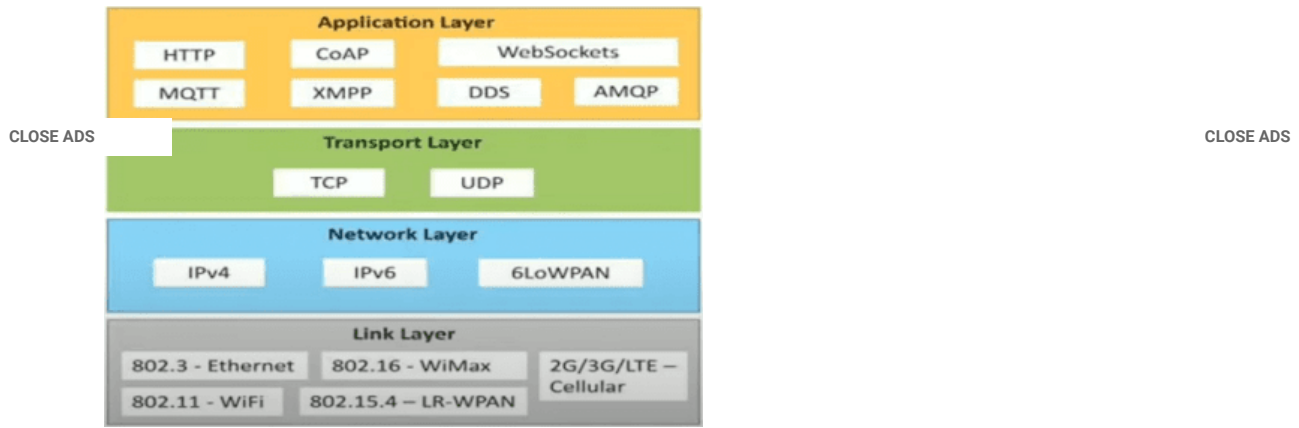 Application Layer
HTTP CoAP WebSockets
MQTT XMPP DDS AMQP
CLOSE ADS CLOSE ADS
Transport Layer
TCP UDP
Network Layer
IPv4 IPv6 6LoWPAN
Link Layer
802.3 - Ethernet 802.16 - WiMax 2G/3G/LTE –
Cellular
802.11 - WiFi 802.15.4 – LR-WPAN